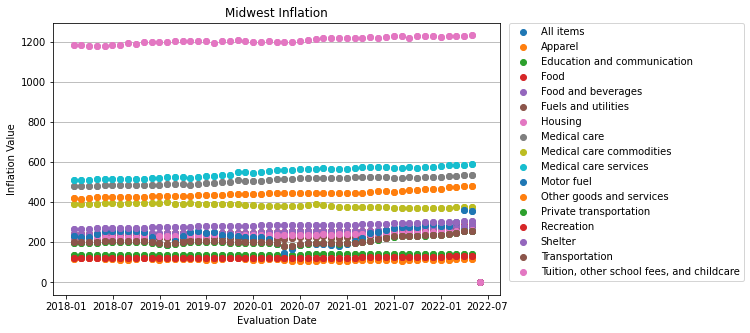 Midwest Inflation
Inflation Value
1200
1000
800
600
400
200
0
2018-01
2018-07
2019-01
2019-07
2020-01
2020-07
2021-01
2021-07
2022-01
2022-07
Evaluation Date
All items
Apparel
Education and communication
Food
Food and beverages
Fuels and utilities
Housing
Medical care
Medical care commodities
Medical care services
Motor fuel
Other goods and services
Private transportation
Recreation
Shelter
Transportation
Tuition, other school fees, and childcare